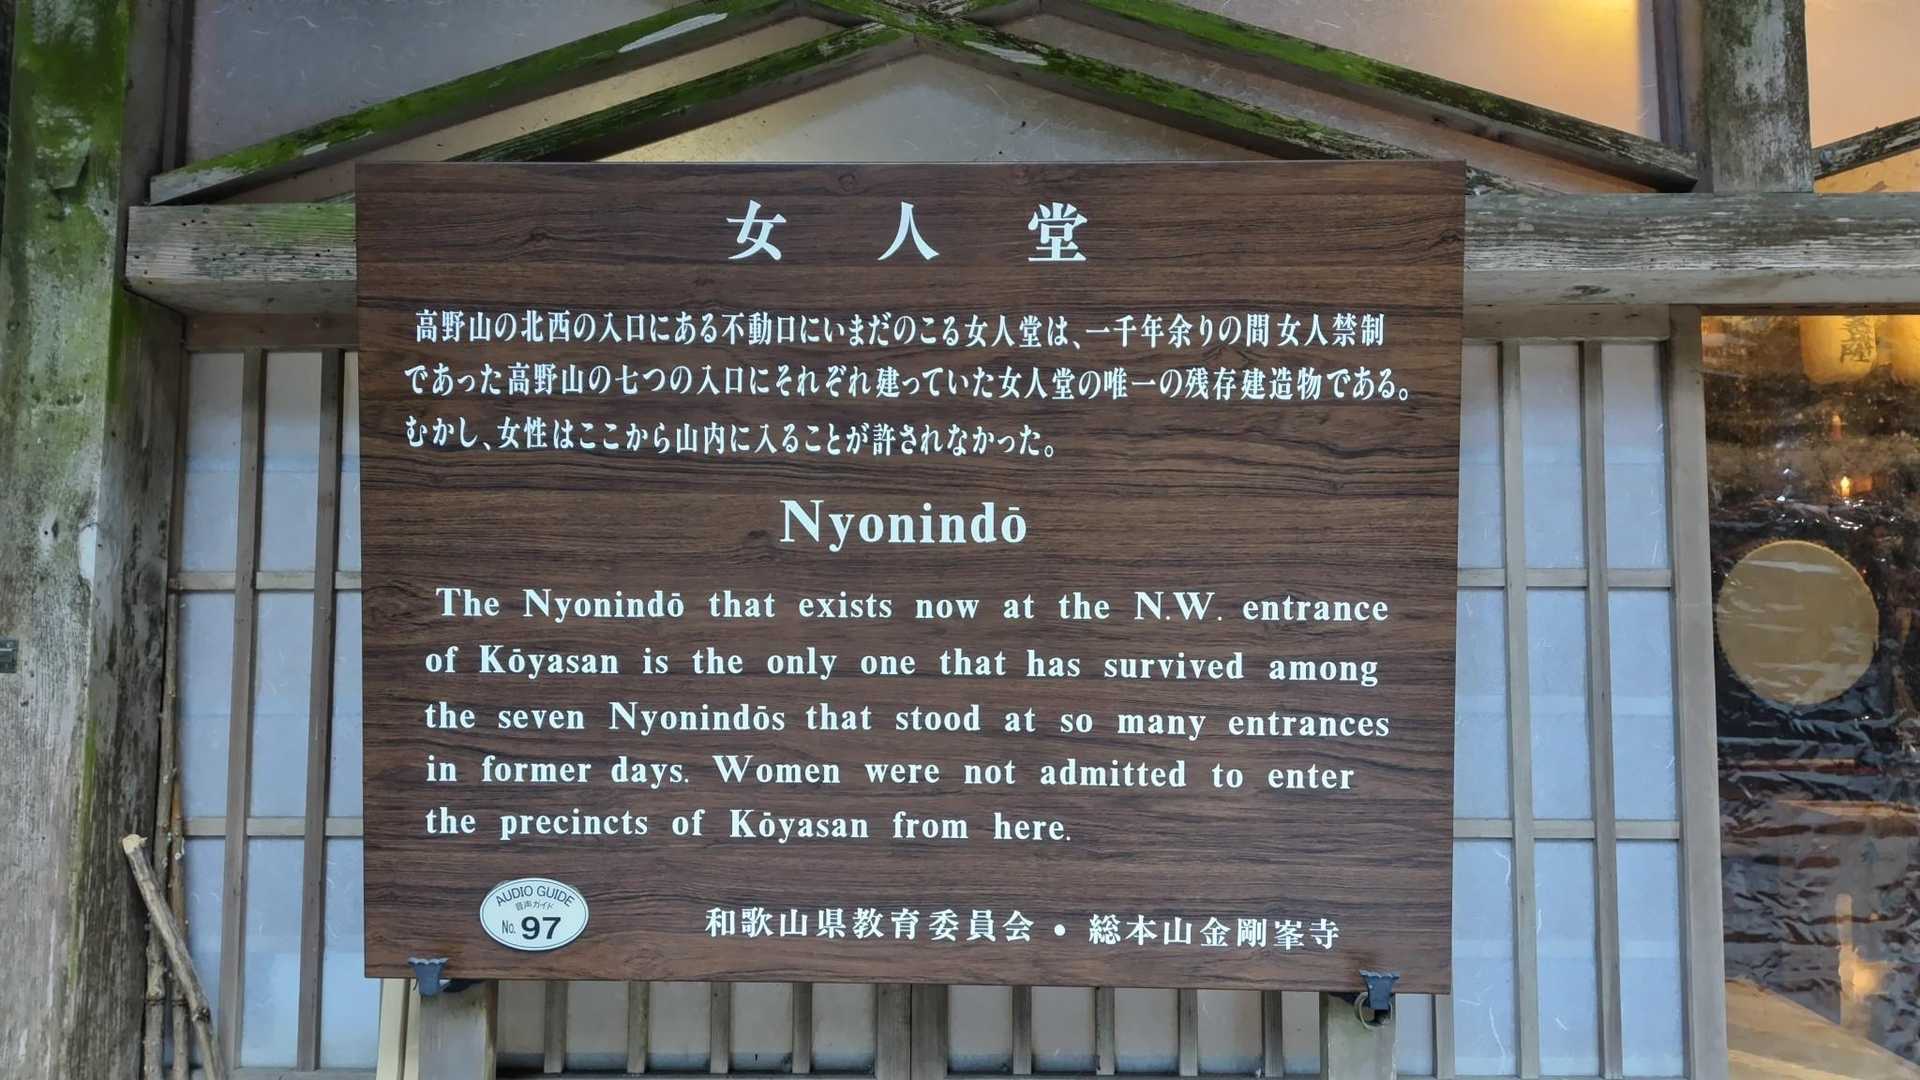 女人堂
高野山の北西の入口にある不動口にいまだのこる女人堂は、一千年余りの間女人禁制
であった高野山の七つの入口にそれぞれ建っていた女人堂の唯一の残存建造物である。
むかし、女性はここから山内に入ることが許されなかった。
Nyonindō
The Nyonindō that exists now at the N.W. entrance
of Kōyasan is the only one that has survived among
the seven Nyonindōs that stood at so many entrances
in former days. Women were not admitted to enter
the precincts of Kōyasan from here.
AUDIO GUIDE
音声ガイド
No. 97
和歌山県教育委員会・総本山金剛峯寺